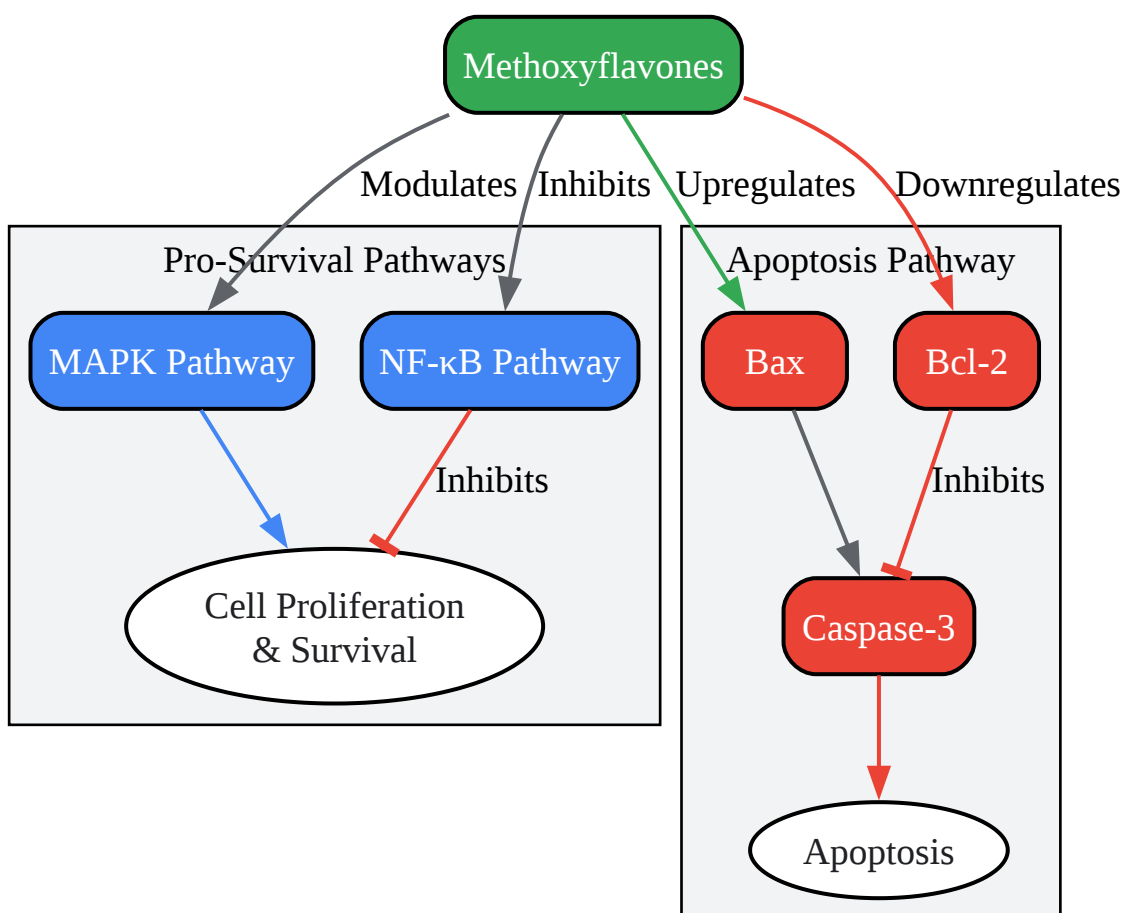 Methoxyflavones
Modulates
Inhibits
Upregulates
Downregulates
Pro-Survival Pathways
Apoptosis Pathway
MAPK Pathway
NF-κB Pathway
Bax
Bcl-2
Inhibits
Inhibits
Cell Proliferation
& Survival
Caspase-3
Apoptosis